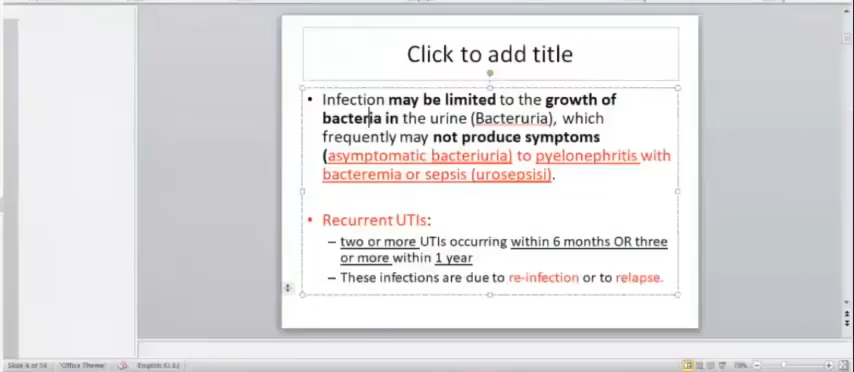 Click to add title
• Infection may be limited to the growth of
bacteria in the urine (Bacteruria), which
frequently may not produce symptoms
(asymptomatic bacteriuria) to pyelonephritis with
bacteremia or sepsis (urosepsisi).
• Recurrent UTIs:
– two or more UTIs occurring within 6 months OR three
or more within 1 year
– These infections are due to re-infection or to relapse.
Slide 4 of 54 "Office Theme" English (U.S.) 78%